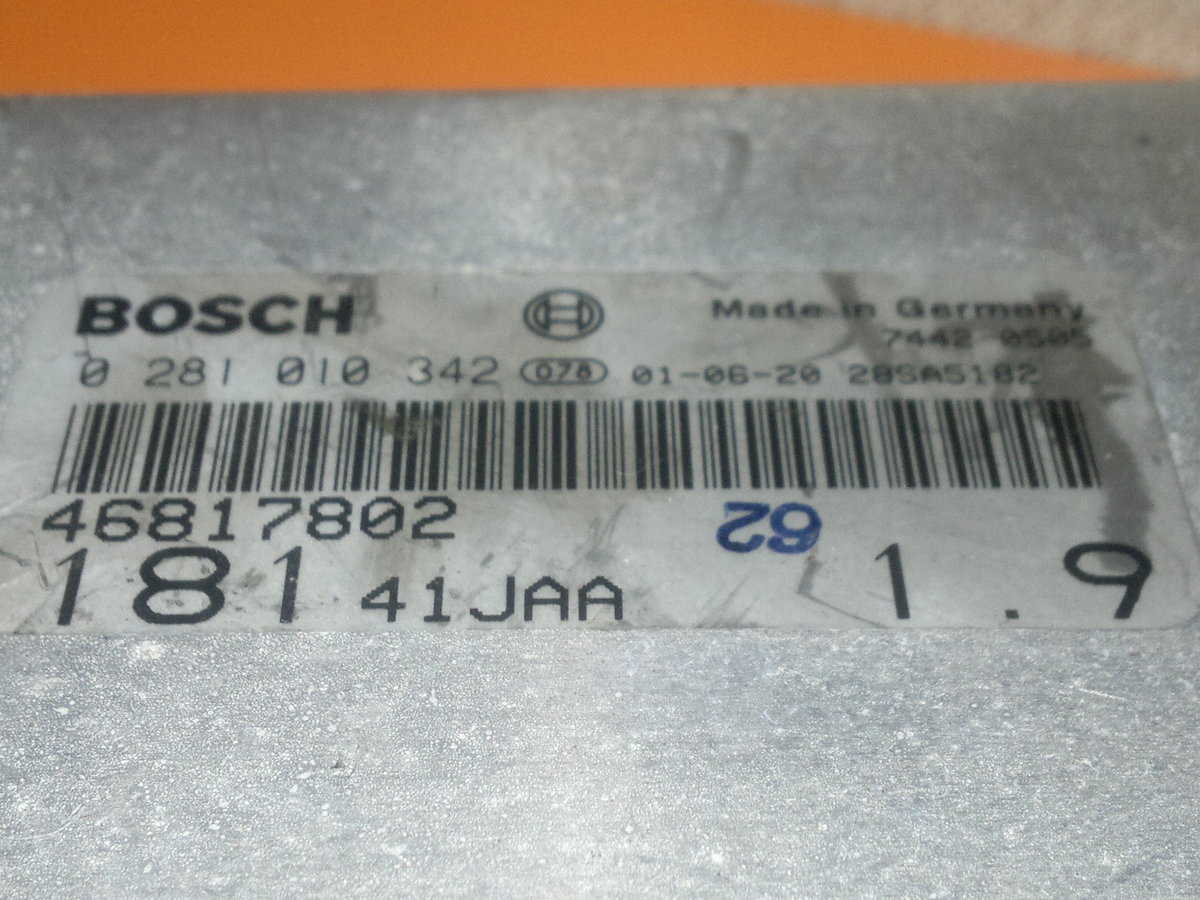 BOSCH
Made in Germany
7442 0505
0 281 010 342 078 01-06-20 28SA5182
46817802
62
181 41JAA 1.9